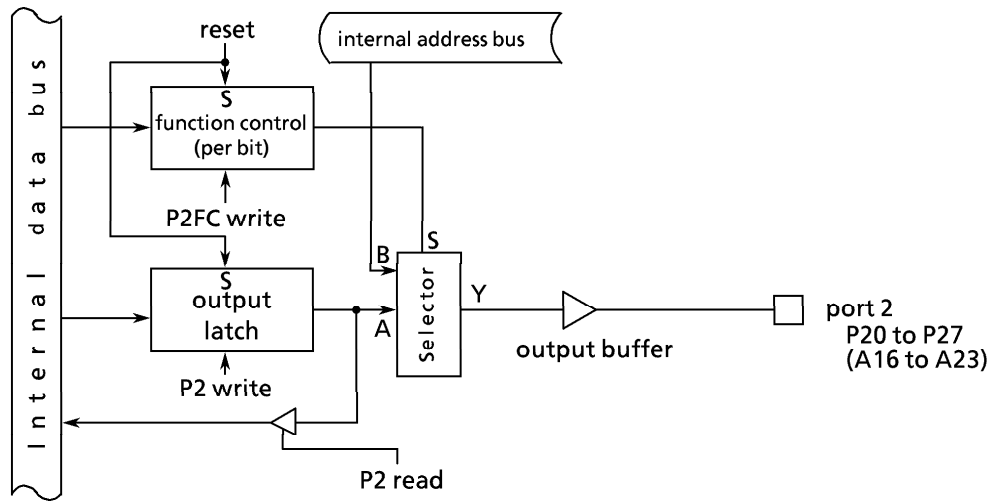 Internal data bus
reset
internal address bus
S
function control
(per bit)
P2FC write
S
output
latch
P2 write
B
S
A
Selector
Y
output buffer
port 2
P20 to P27
(A16 to A23)
P2 read